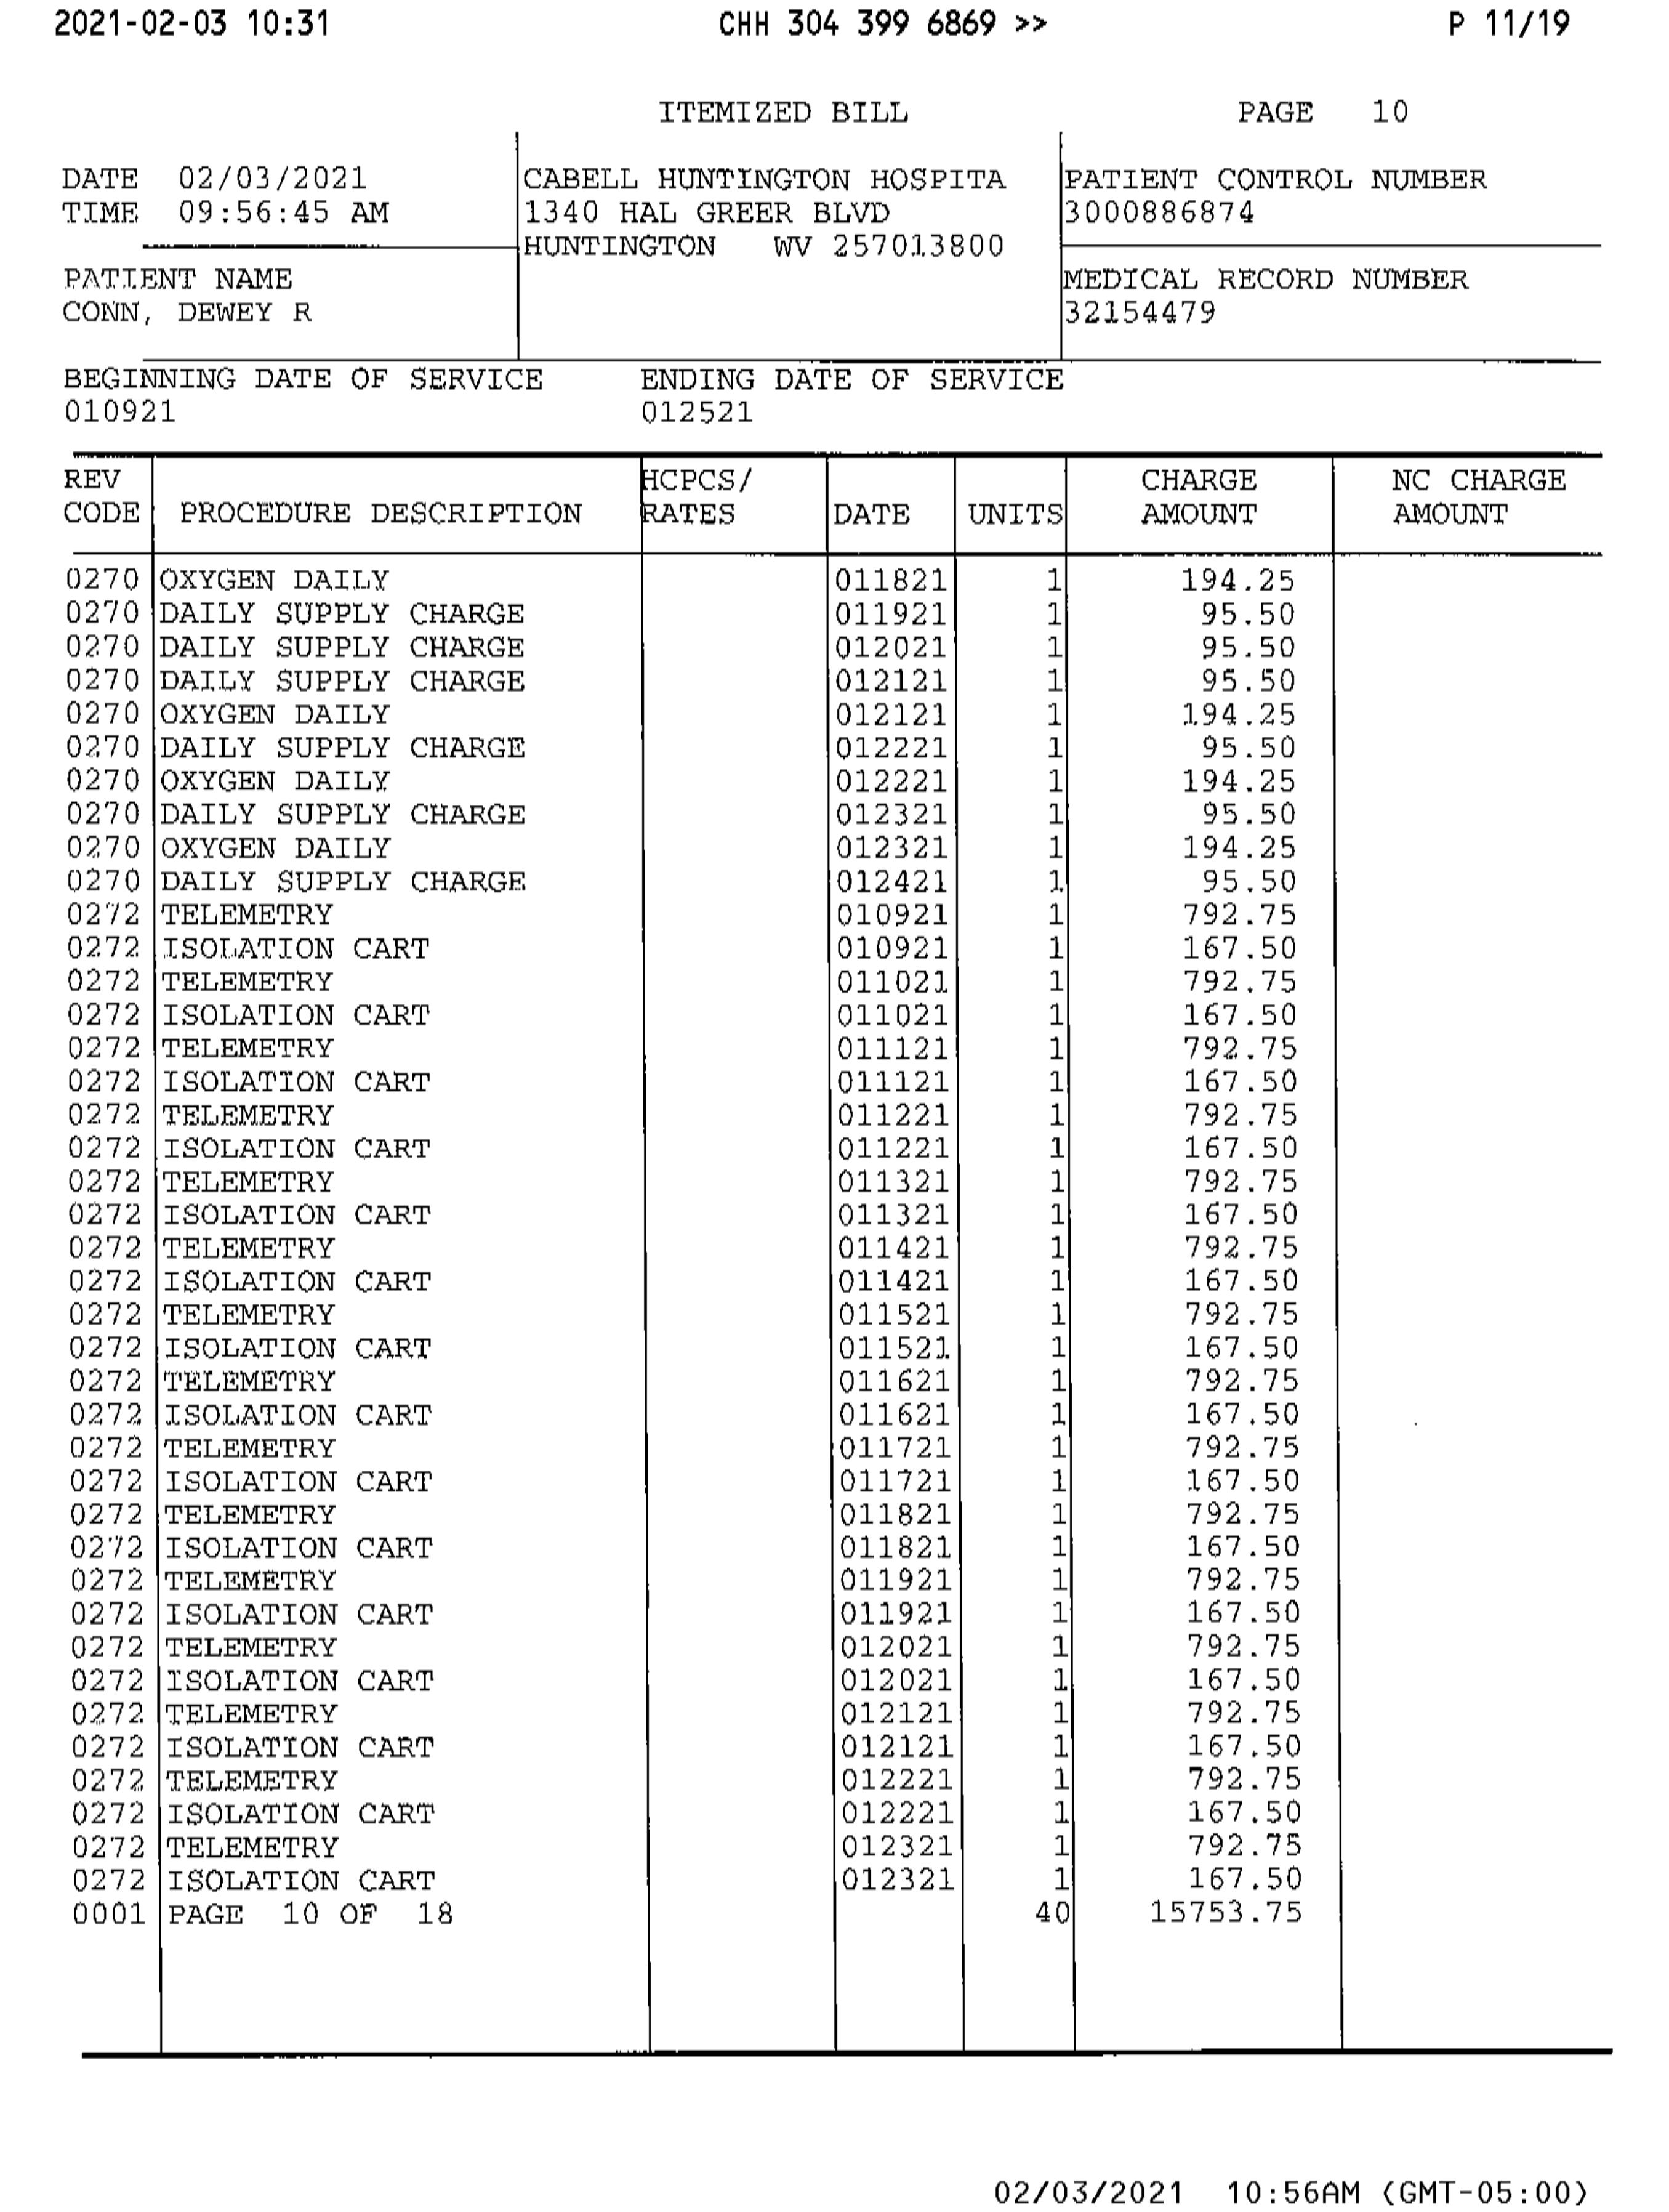 2021-02-03 10:31 CHH 304 399 6869 >> P 11/19
ITEMIZED BILL PAGE 10
DATE 02/03/2021 CABELL HUNTINGTON HOSPITA PATIENT CONTROL NUMBER
TIME 09:56:45 AM 1340 HAL GREER BLVD 3000886874
HUNTINGTON WV 257013800
PATIENT NAME MEDICAL RECORD NUMBER
CONN, DEWEY R 32154479
BEGINNING DATE OF SERVICE ENDING DATE OF SERVICE
010921 012521
REV HCPCS/ CHARGE NC CHARGE
CODE PROCEDURE DESCRIPTION RATES DATE UNITS AMOUNT AMOUNT
0270 OXYGEN DAILY 011821 1 194.25
0270 DAILY SUPPLY CHARGE 011921 1 95.50
0270 DAILY SUPPLY CHARGE 012021 1 95.50
0270 DAILY SUPPLY CHARGE 012121 1 95.50
0270 OXYGEN DAILY 012121 1 194.25
0270 DAILY SUPPLY CHARGE 012221 1 95.50
0270 OXYGEN DAILY 012221 1 194.25
0270 DAILY SUPPLY CHARGE 012321 1 95.50
0270 OXYGEN DAILY 012321 1 194.25
0270 DAILY SUPPLY CHARGE 012421 1 95.50
0272 TELEMETRY 010921 1 792.75
0272 ISOLATION CART 010921 1 167.50
0272 TELEMETRY 011021 1 792.75
0272 ISOLATION CART 011021 1 167.50
0272 TELEMETRY 011121 1 792.75
0272 ISOLATION CART 011121 1 167.50
0272 TELEMETRY 011221 1 792.75
0272 ISOLATION CART 011221 1 167.50
0272 TELEMETRY 011321 1 792.75
0272 ISOLATION CART 011321 1 167.50
0272 TELEMETRY 011421 1 792.75
0272 ISOLATION CART 011421 1 167.50
0272 TELEMETRY 011521 1 792.75
0272 ISOLATION CART 011521 1 167.50
0272 TELEMETRY 011621 1 792.75
0272 ISOLATION CART 011621 1 167.50
0272 TELEMETRY 011721 1 792.75
0272 ISOLATION CART 011721 1 167.50
0272 TELEMETRY 011821 1 792.75
0272 ISOLATION CART 011821 1 167.50
0272 TELEMETRY 011921 1 792.75
0272 ISOLATION CART 011921 1 167.50
0272 TELEMETRY 012021 1 792.75
0272 ISOLATION CART 012021 1 167.50
0272 TELEMETRY 012121 1 792.75
0272 ISOLATION CART 012121 1 167.50
0272 TELEMETRY 012221 1 792.75
0272 ISOLATION CART 012221 1 167.50
0272 TELEMETRY 012321 1 792.75
0272 ISOLATION CART 012321 1 167.50
0001 PAGE 10 OF 18 40 15753.75
02/03/2021 10:56AM (GMT-05:00)